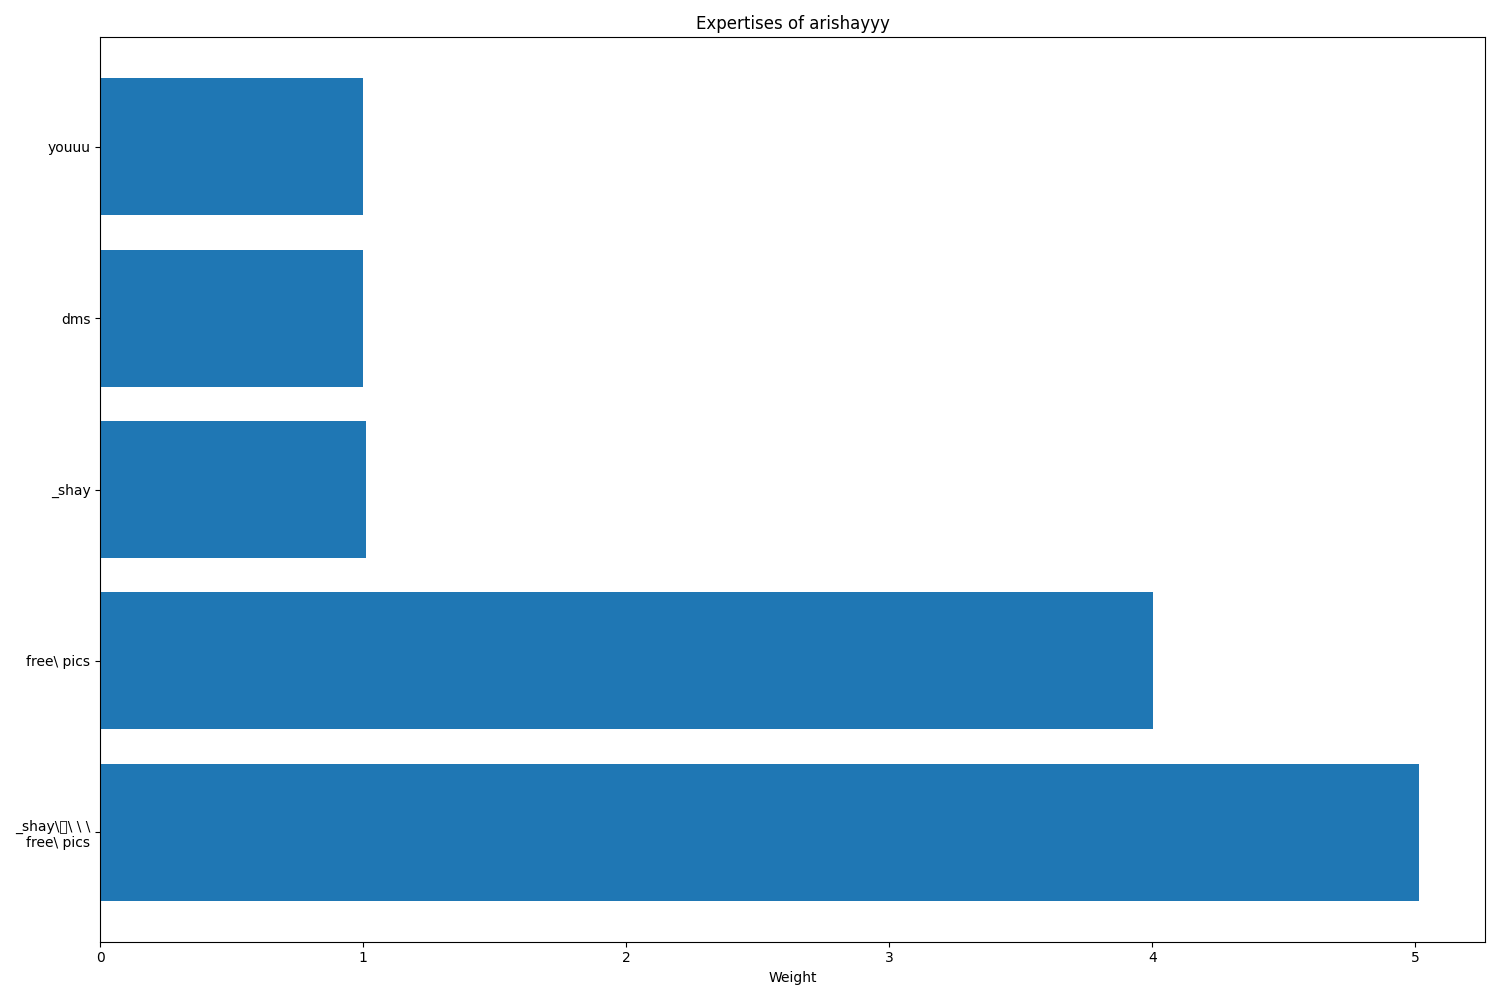 Expertises of arishayyy
youuu
dms
_shay
free\ pics
_shay\▯\ \ \
free\ pics
0 1 2 3 4 5
Weight